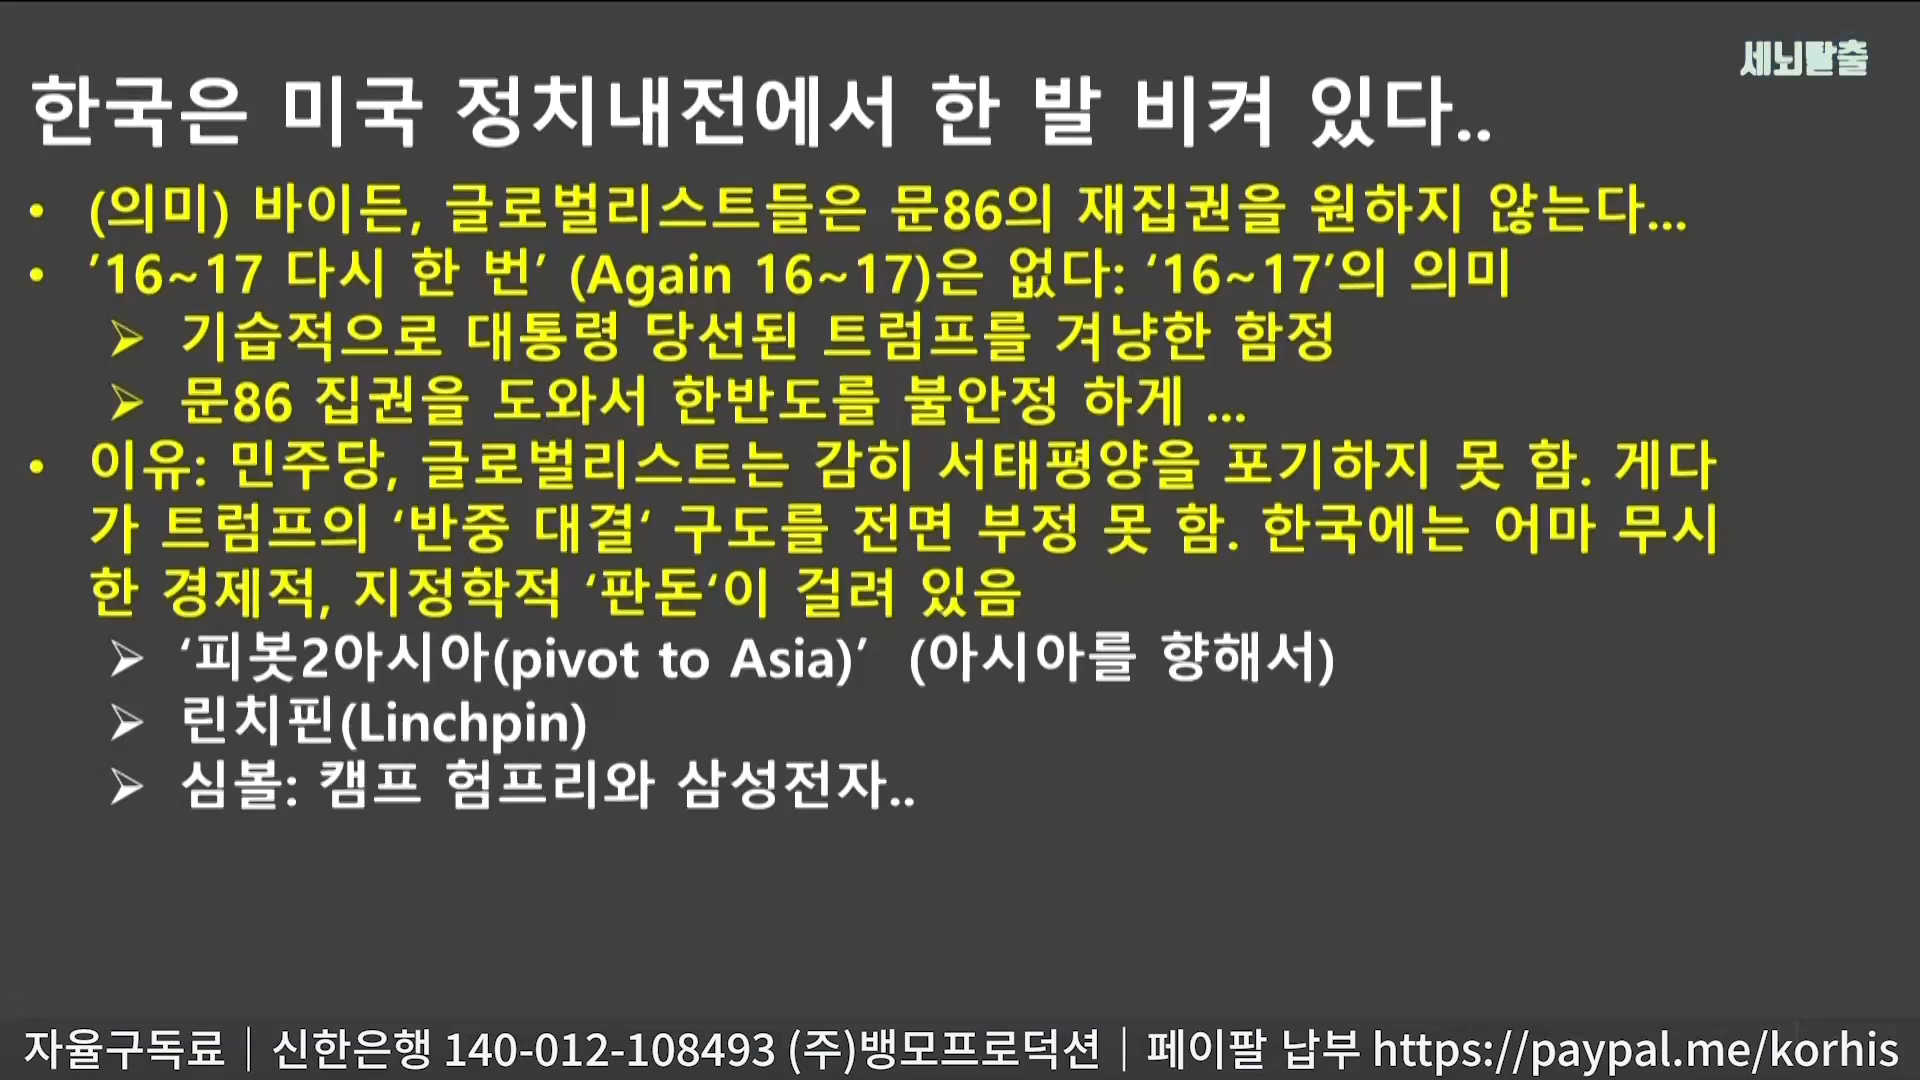 세뇌탈출
한국은 미국 정치내전에서 한 발 비켜 있다..
• (의미) 바이든, 글로벌리스트들은 문86의 재집권을 원하지 않는다...
• ’16~17 다시 한 번’ (Again 16~17)은 없다: ‘16~17’의 의미
➢ 기습적으로 대통령 당선된 트럼프를 겨냥한 함정
➢ 문86 집권을 도와서 한반도를 불안정 하게 ...
• 이유: 민주당, 글로벌리스트는 감히 서태평양을 포기하지 못 함. 게다
가 트럼프의 ‘반중 대결‘ 구도를 전면 부정 못 함. 한국에는 어마 무시
한 경제적, 지정학적 ‘판돈‘이 걸려 있음
➢ ‘피봇2아시아(pivot to Asia)’ (아시아를 향해서)
➢ 린치핀(Linchpin)
➢ 심볼: 캠프 험프리와 삼성전자..
자율구독료│신한은행 140-012-108493 (주)뱅모프로덕션│페이팔 납부 https://paypal.me/korhis